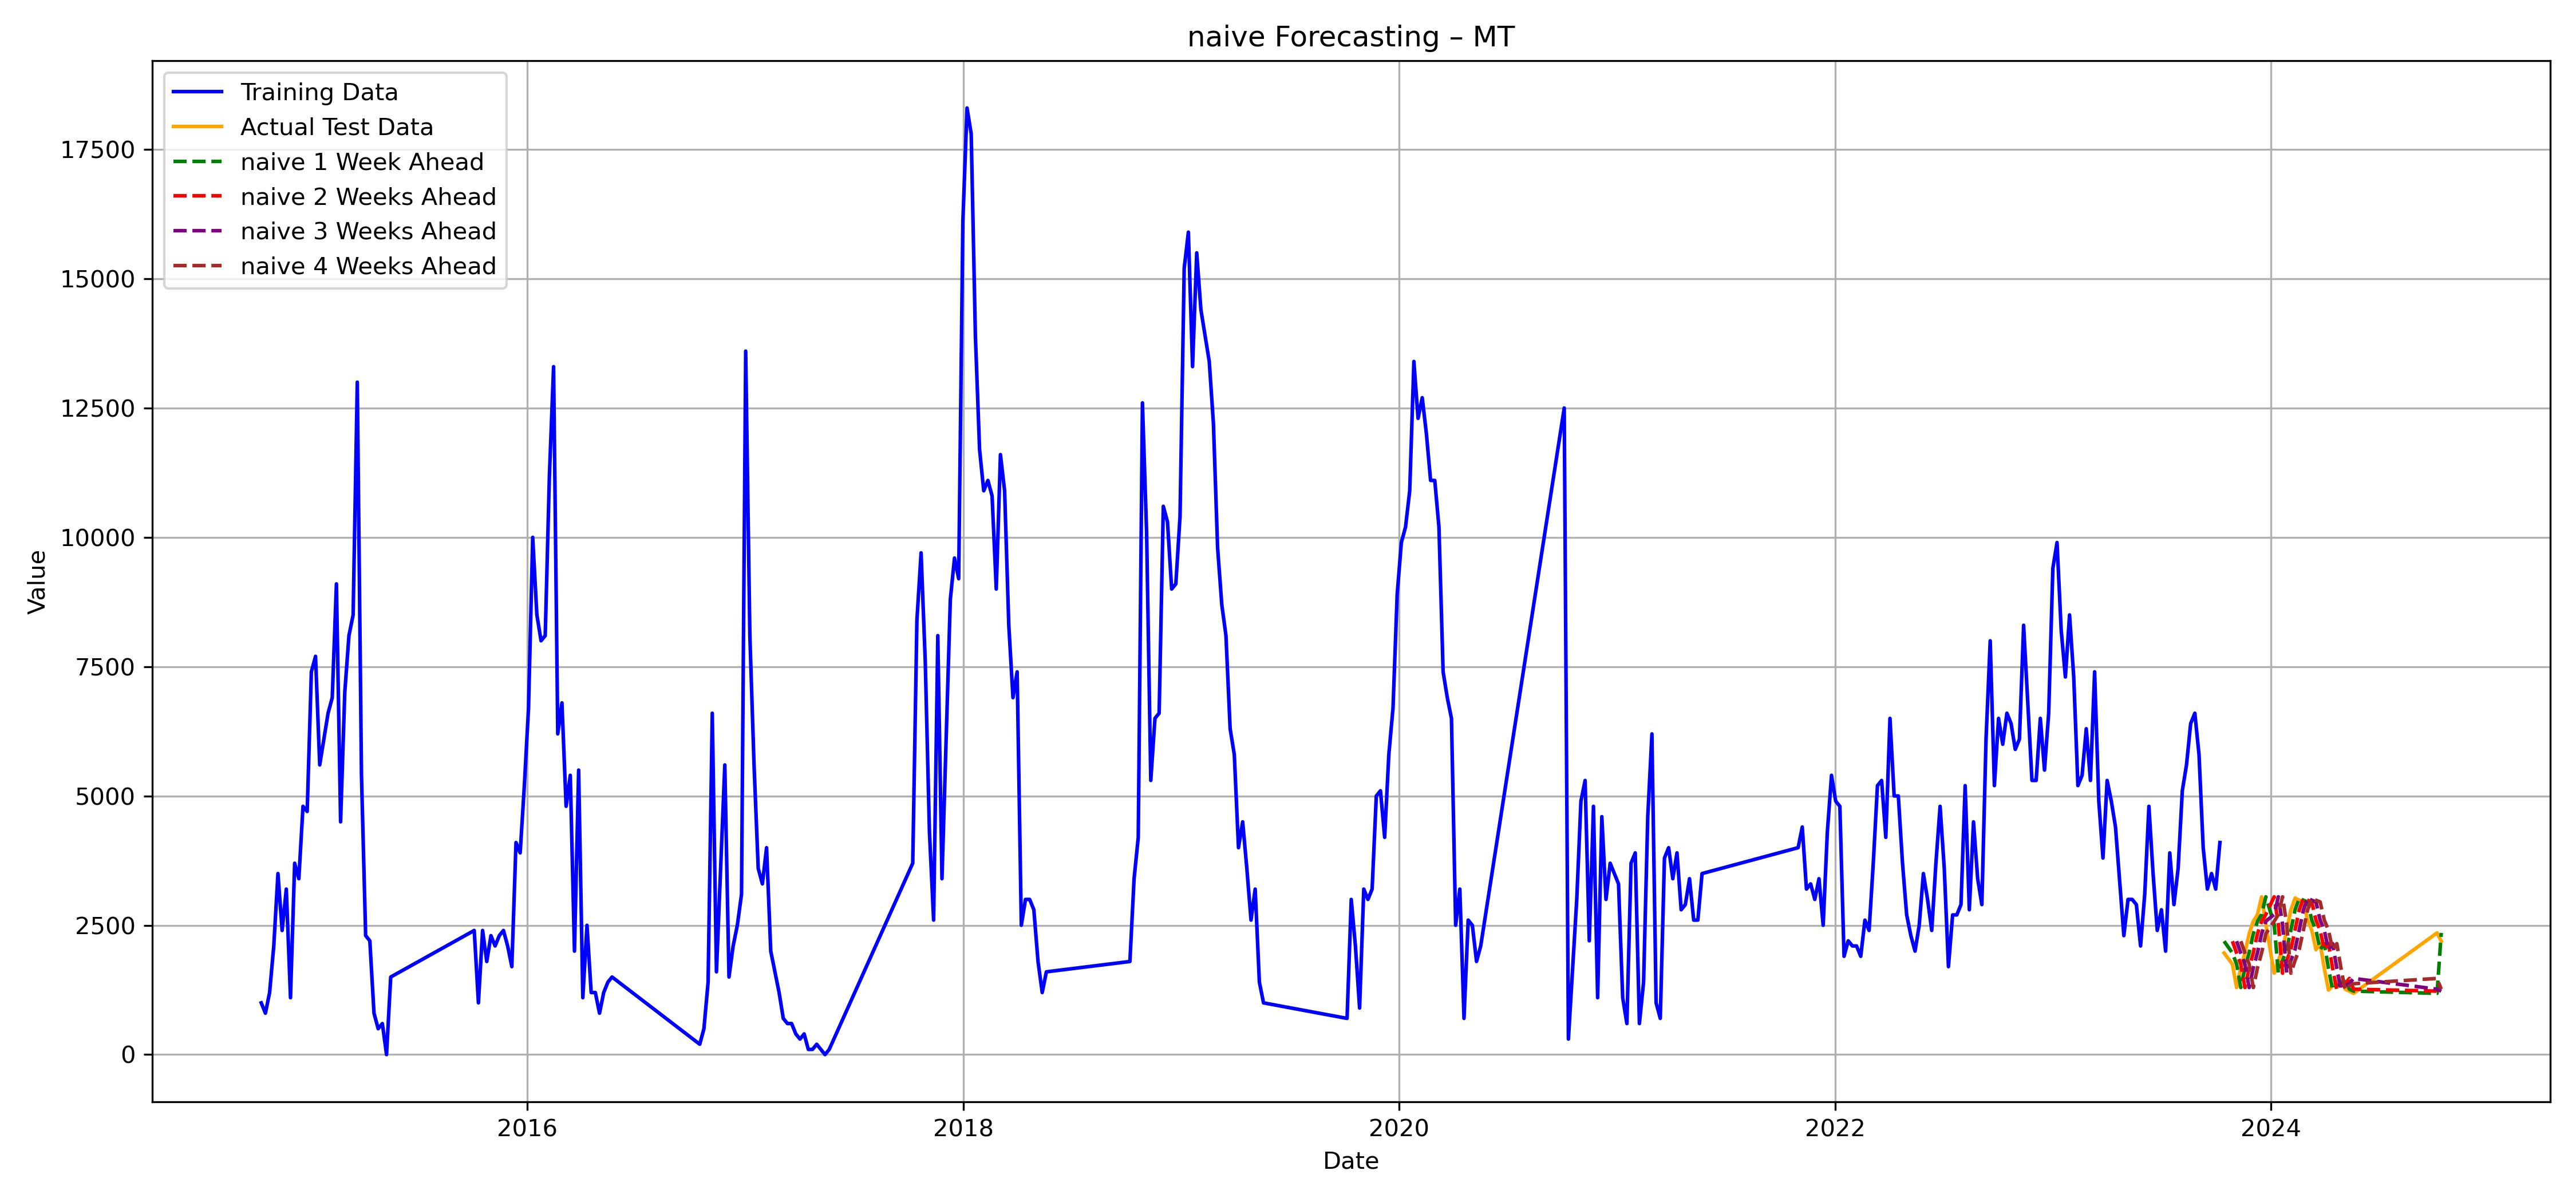 naive Forecasting – MT
Training Data
Actual Test Data
naive 1 Week Ahead
naive 2 Weeks Ahead
naive 3 Weeks Ahead
naive 4 Weeks Ahead
17500
15000
12500
10000
7500
5000
2500
0
Value
2016
2018
2020
2022
2024
Date